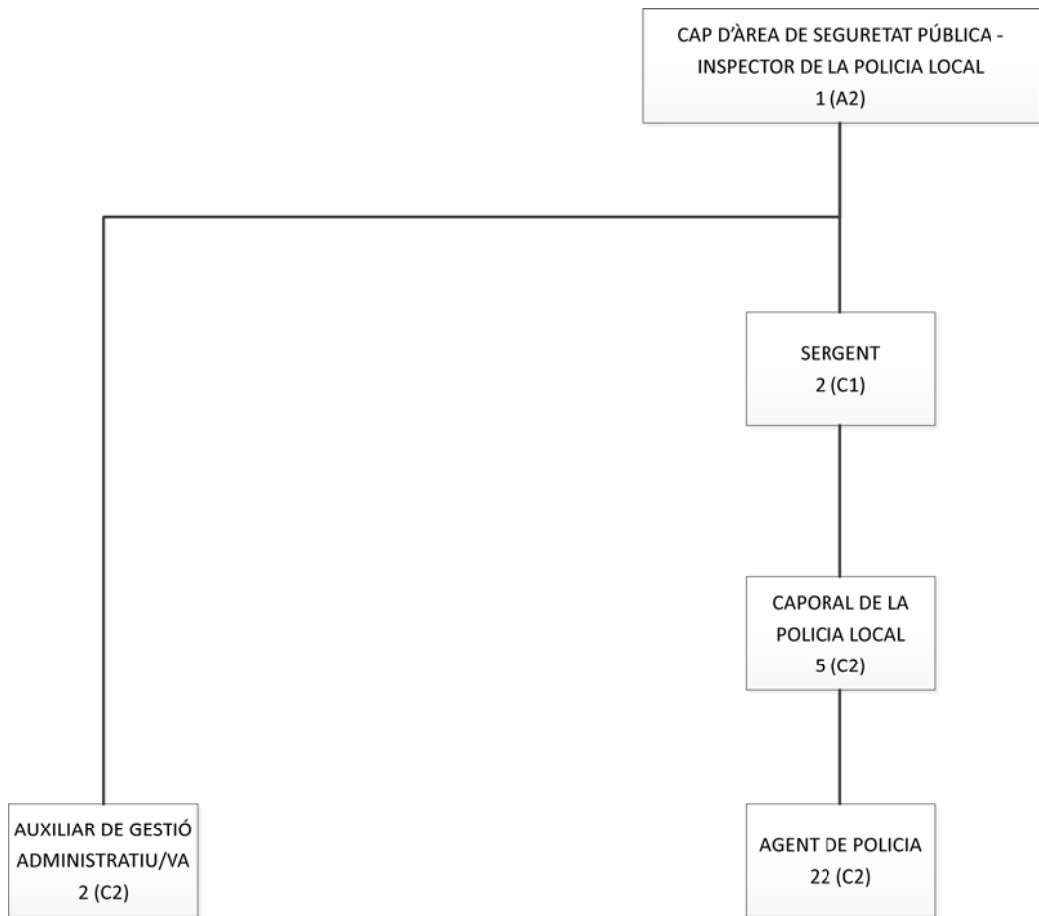 CAP D'ÀREA DE SEGURETAT PÚBLICA -
INSPECTOR DE LA POLICIA LOCAL
1 (A2)
SERGENT
2 (C1)
CAPORAL DE LA
POLICIA LOCAL
5 (C2)
AUXILIAR DE GESTIÓ
ADMINISTRATIU/VA
2 (C2)
AGENT DE POLICIA
22 (C2)